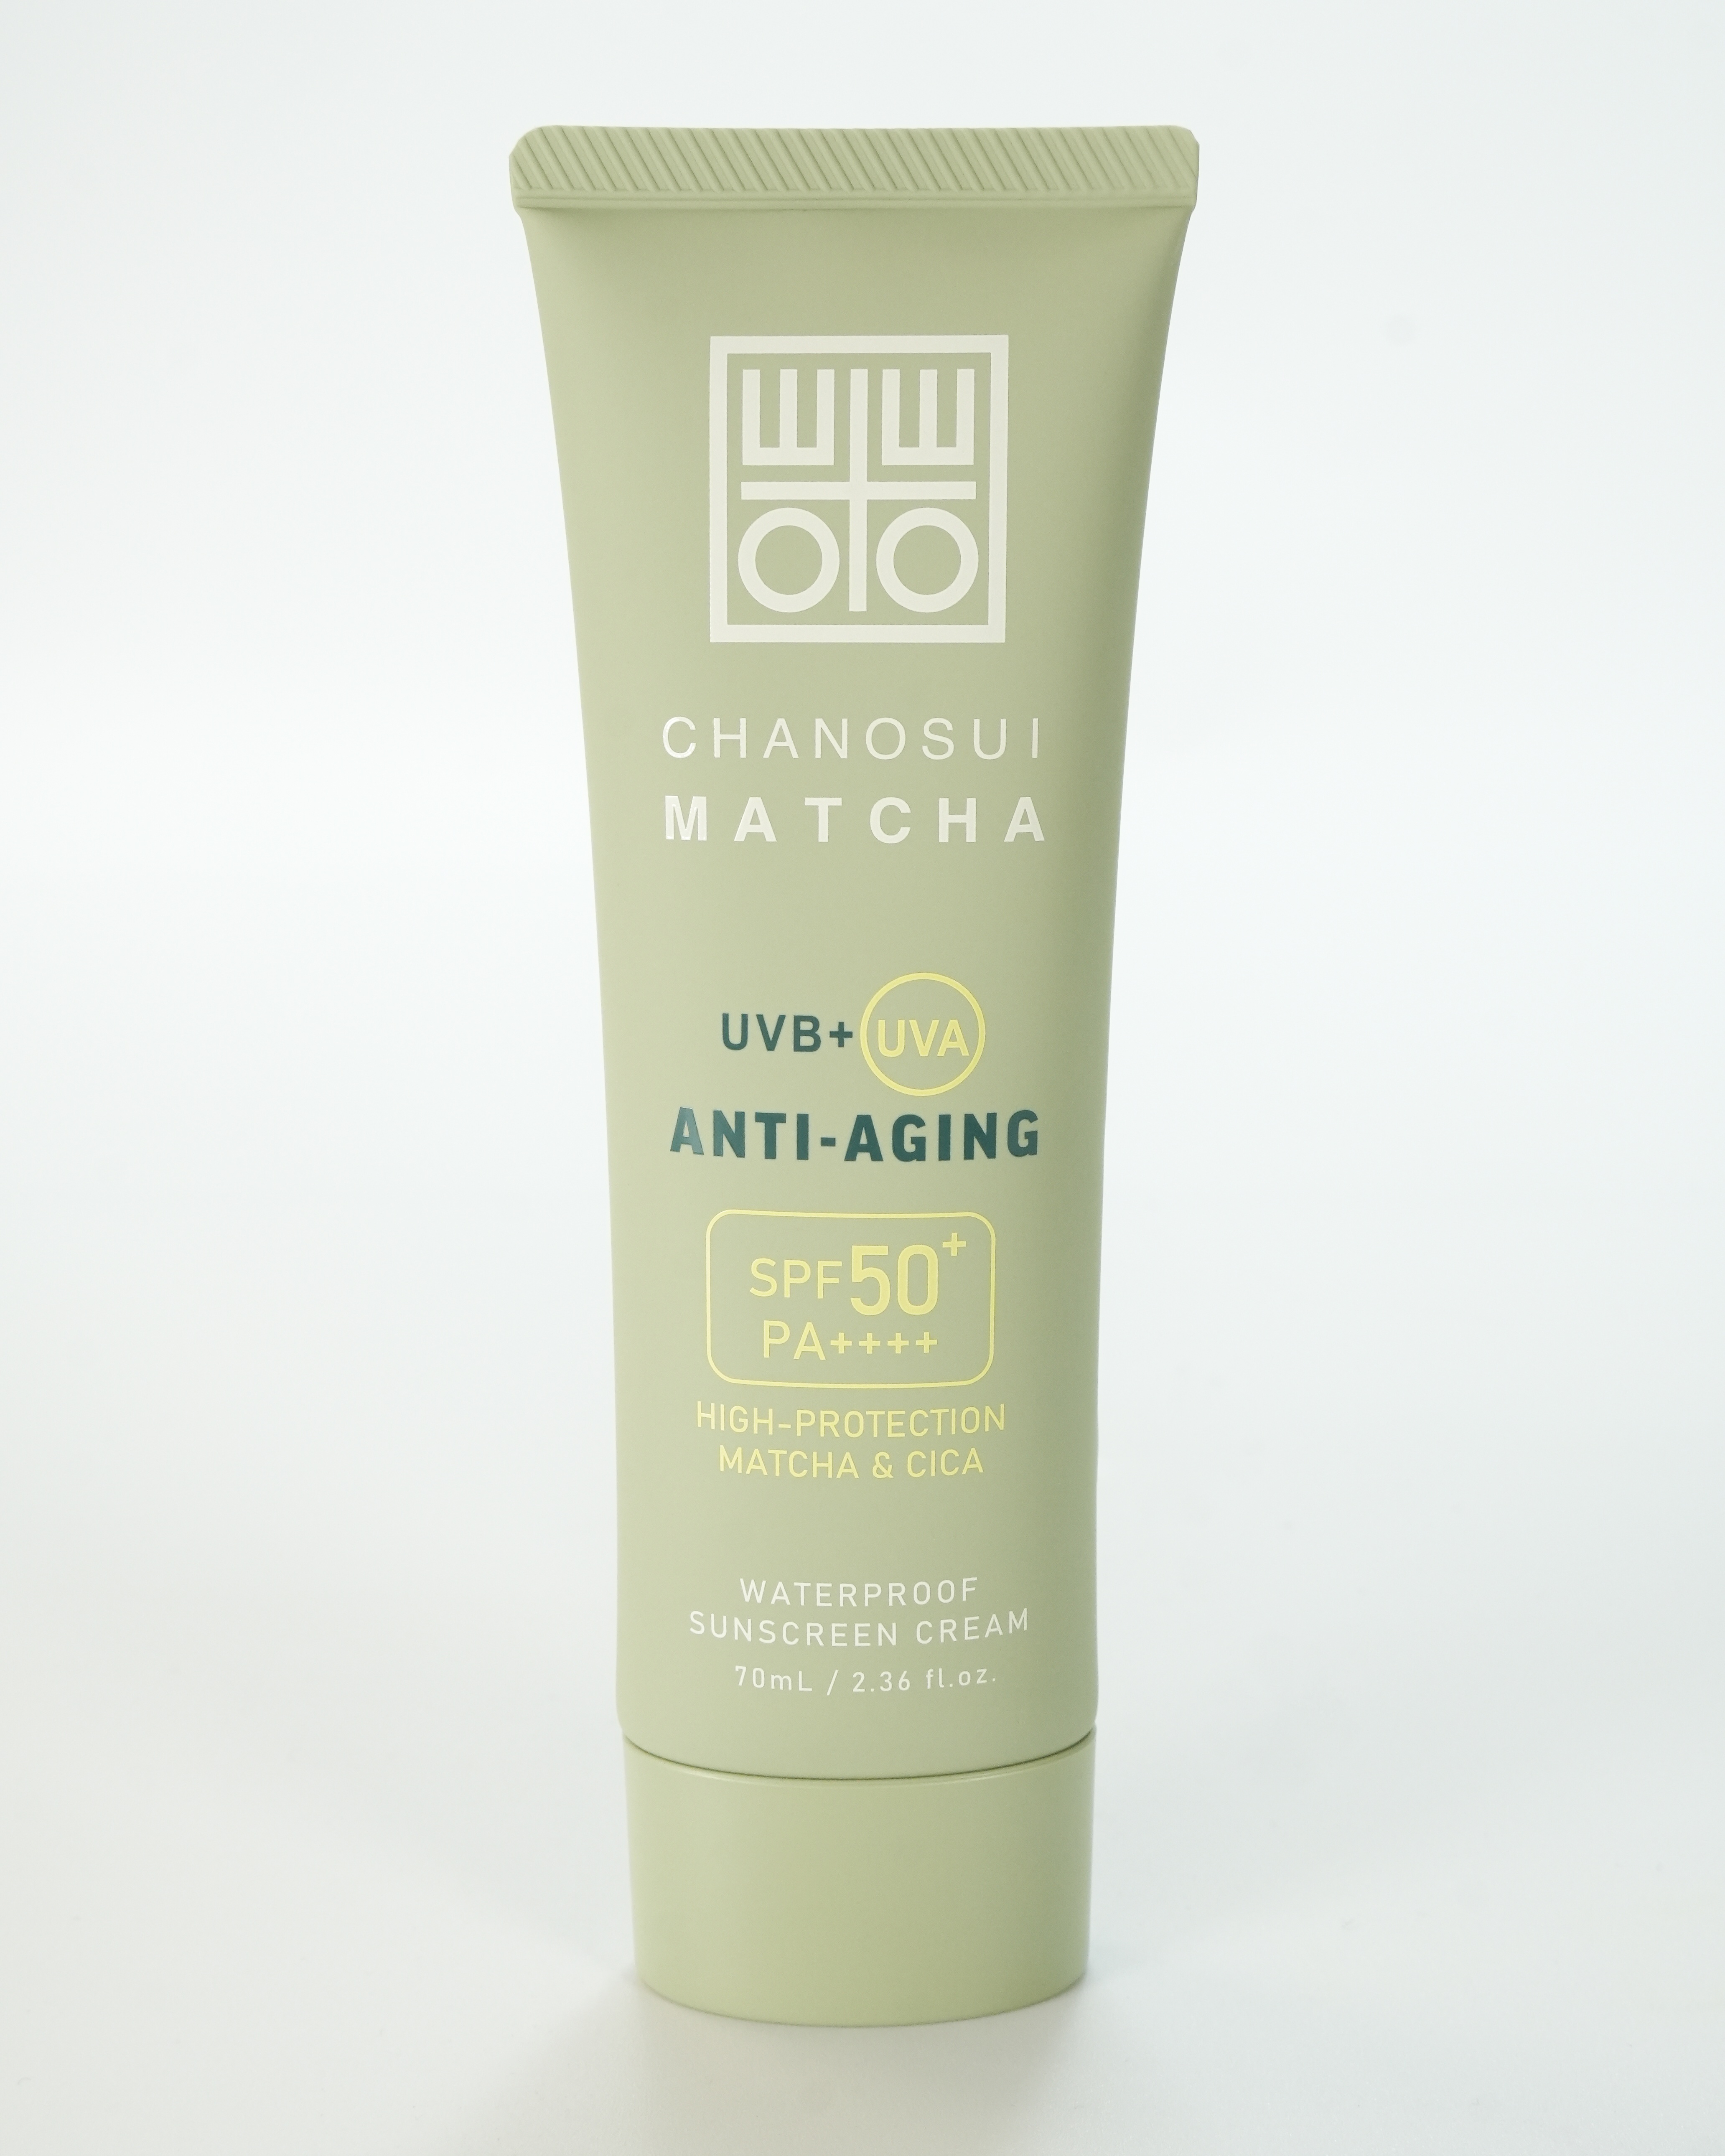 CHANOSUI
MATCHA
UVB+ UVA
ANTI-AGING
SPF50+
PA++++
HIGH-PROTECTION
MATCHA & CICA
WATERPROOF
SUNSCREEN CREAM
70mL / 2.36 fl.oz.